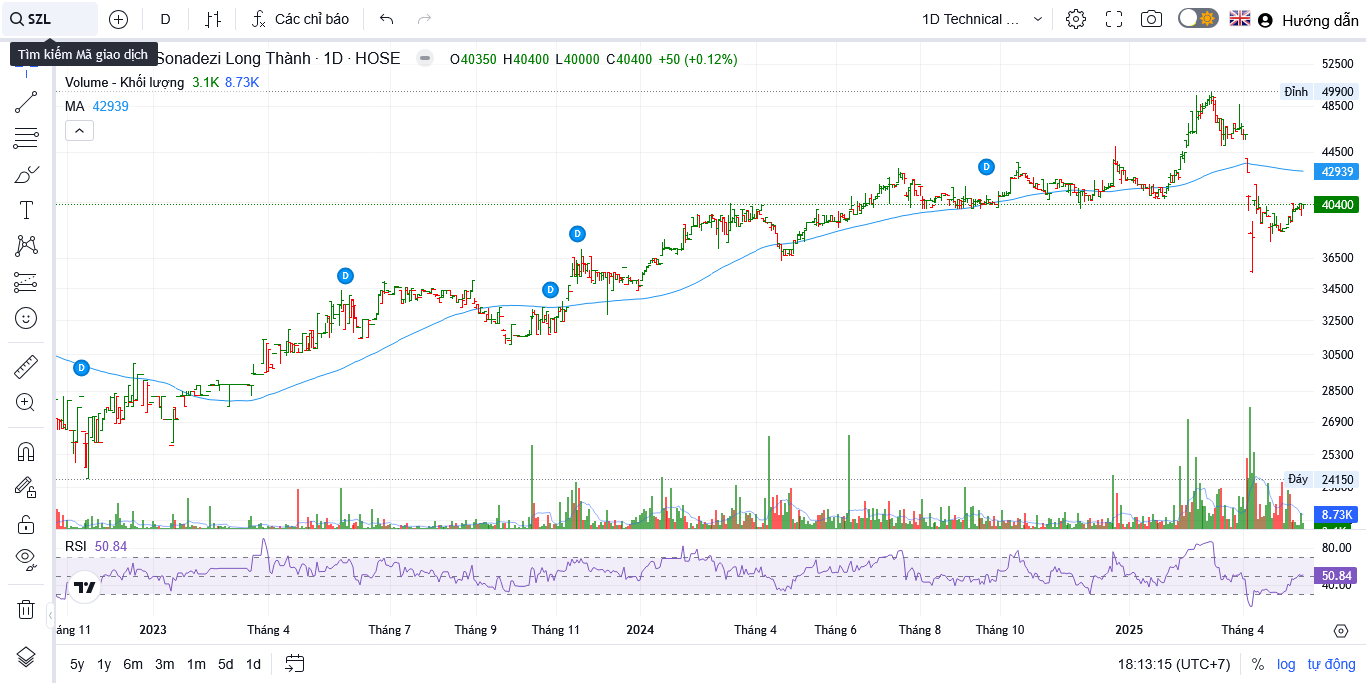 SZL
D
Các chỉ báo
1D Technical ...
Hướng dẫn
Tìm kiếm Mã giao dịch
Sonadezi Long Thành · 1D · HOSE
O40350 H40400 L40000 C40400 +50 (+0.12%)
Volume - Khối lượng 3.1K 8.73K
MA 42939
52500
Đỉnh 49900
48500
44500
42939
40400
36500
34500
32500
30500
28500
26900
25300
Đáy 24150
8.73K
D
D
D
D
D
RSI 50.84
80.00
50.84
40.00
áng 11 2023 Tháng 4 Tháng 7 Tháng 9 Tháng 11 2024 Tháng 4 Tháng 6 Tháng 8 Tháng 10 2025 Tháng 4
5y 1y 6m 3m 1m 5d 1d
18:13:15 (UTC+7) % log tự động